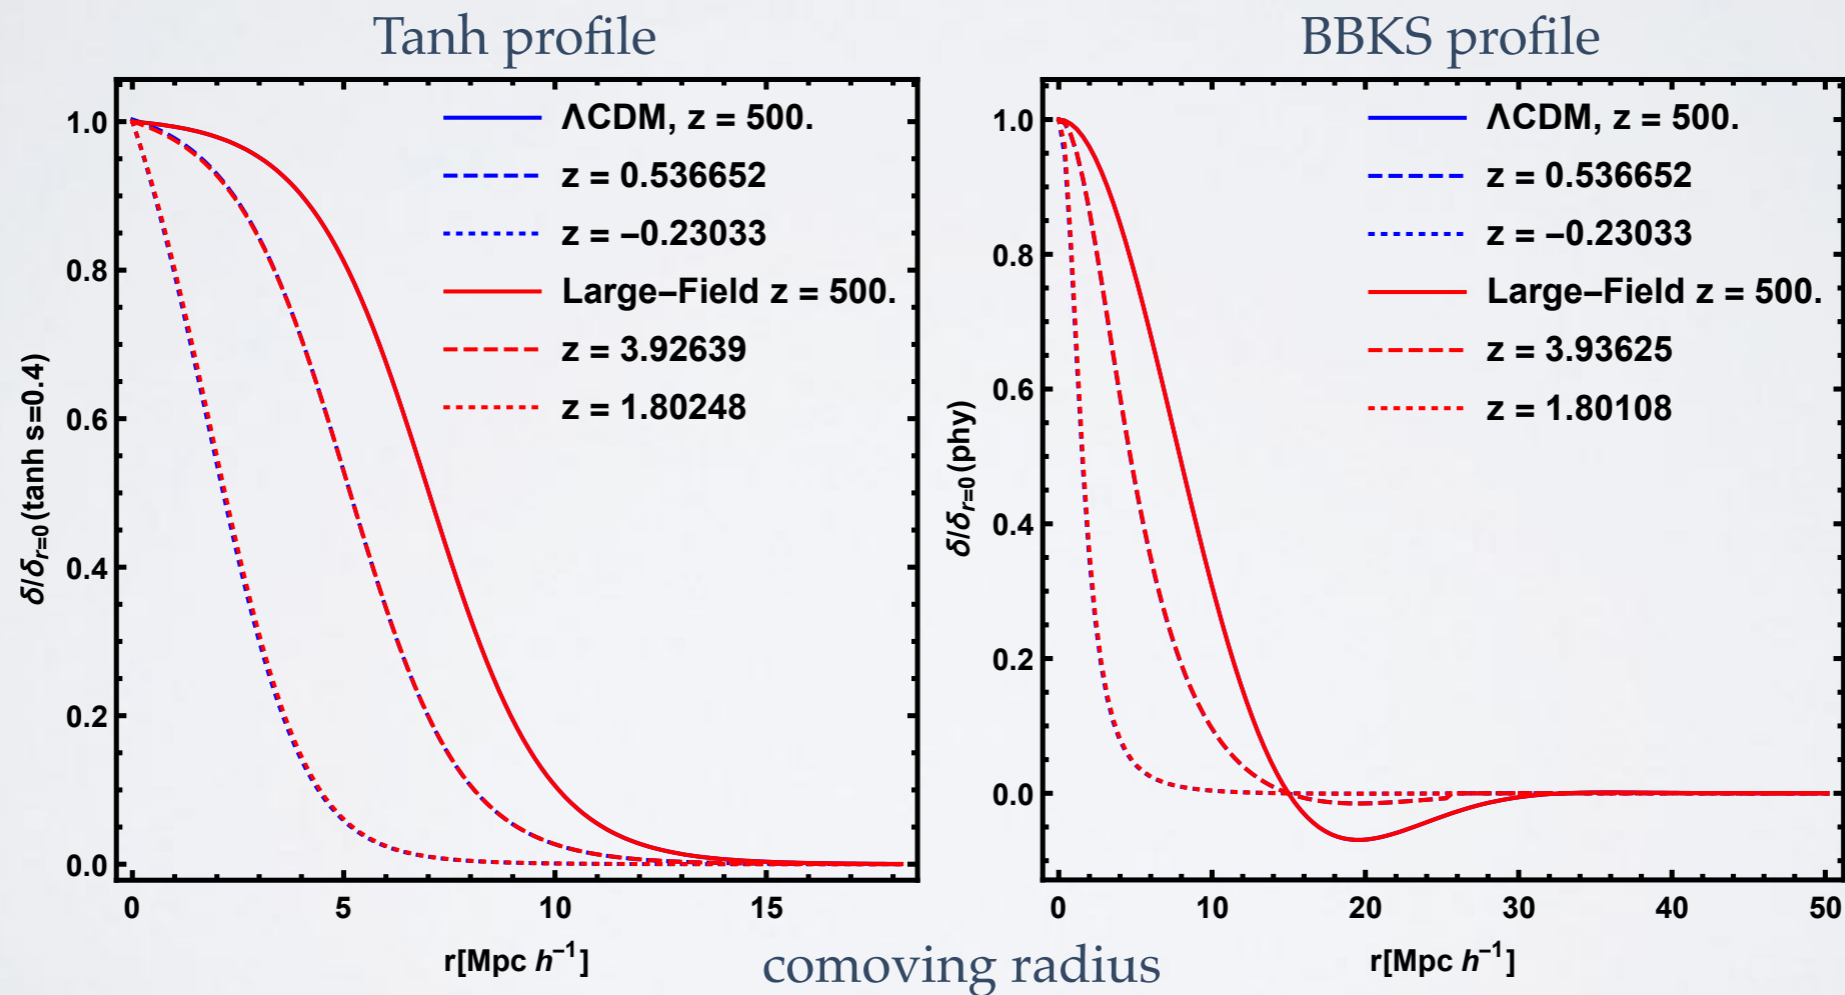 Tanh profile
δ/δr=0(tanh s=0.4)
1.0
0.8
0.6
0.4
0.2
0.0
ΛCDM, z = 500.
z = 0.536652
z = −0.23033
Large−Field z = 500.
z = 3.92639
z = 1.80248
0 5 10 15
r[Mpc h⁻¹]
BBKS profile
δ/δr=0(phy)
1.0
0.8
0.6
0.4
0.2
0.0
ΛCDM, z = 500.
z = 0.536652
z = −0.23033
Large−Field z = 500.
z = 3.93625
z = 1.80108
0 10 20 30 40 50
r[Mpc h⁻¹]
comoving radius